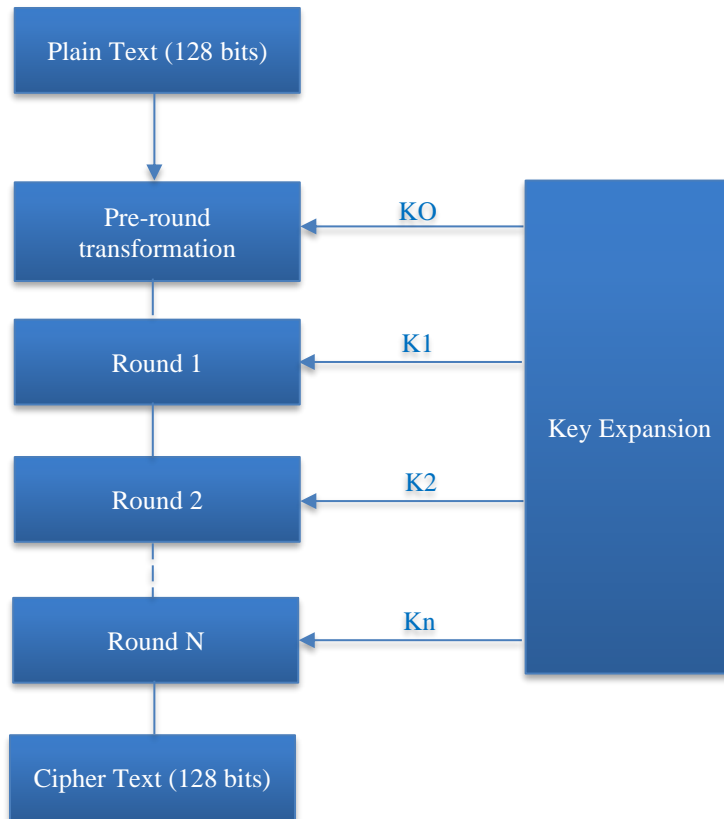 Plain Text (128 bits)
Pre-round
transformation
KO
Round 1
K1
Key Expansion
Round 2
K2
Round N
Kn
Cipher Text (128 bits)